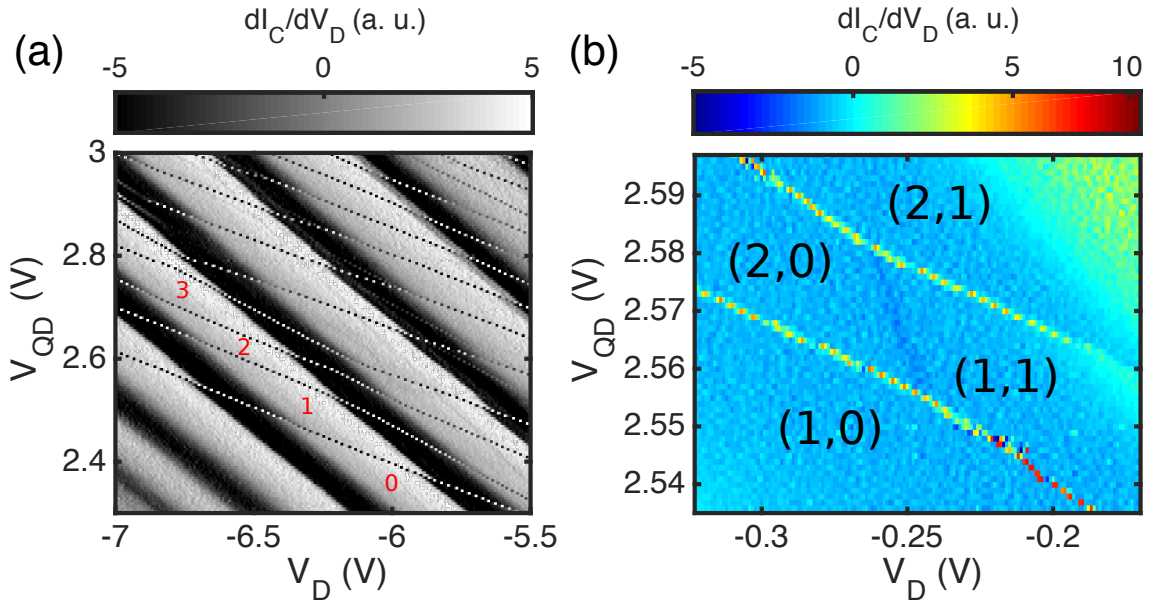 (a)
dI_C/dV_D (a. u.)
-5 0 5
3
2.8
2.6
2.4
V_QD (V)
3
2
1
0
-7 -6.5 -6 -5.5
V_D (V)
(b)
dI_C/dV_D (a. u.)
-5 0 5 10
2.59
2.58
2.57
2.56
2.55
2.54
V_QD (V)
(2,1)
(2,0)
(1,1)
(1,0)
-0.3 -0.25 -0.2
V_D (V)